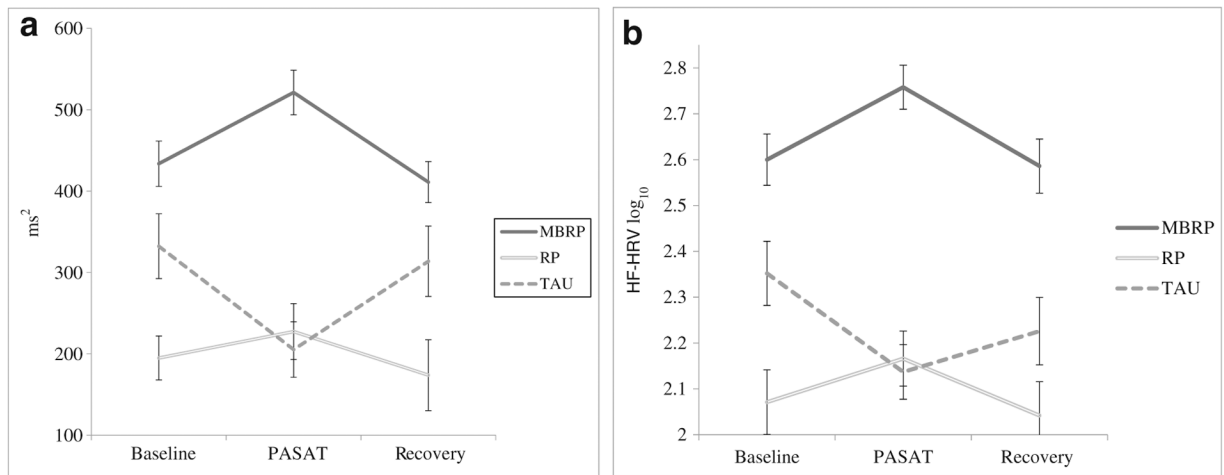 a
600
500
400
300
200
100
ms²
Baseline PASAT Recovery
MBRP
RP
TAU
b
2.8
2.7
2.6
2.5
2.4
2.3
2.2
2.1
2
HF-HRV log₁₀
Baseline PASAT Recovery
MBRP
RP
TAU